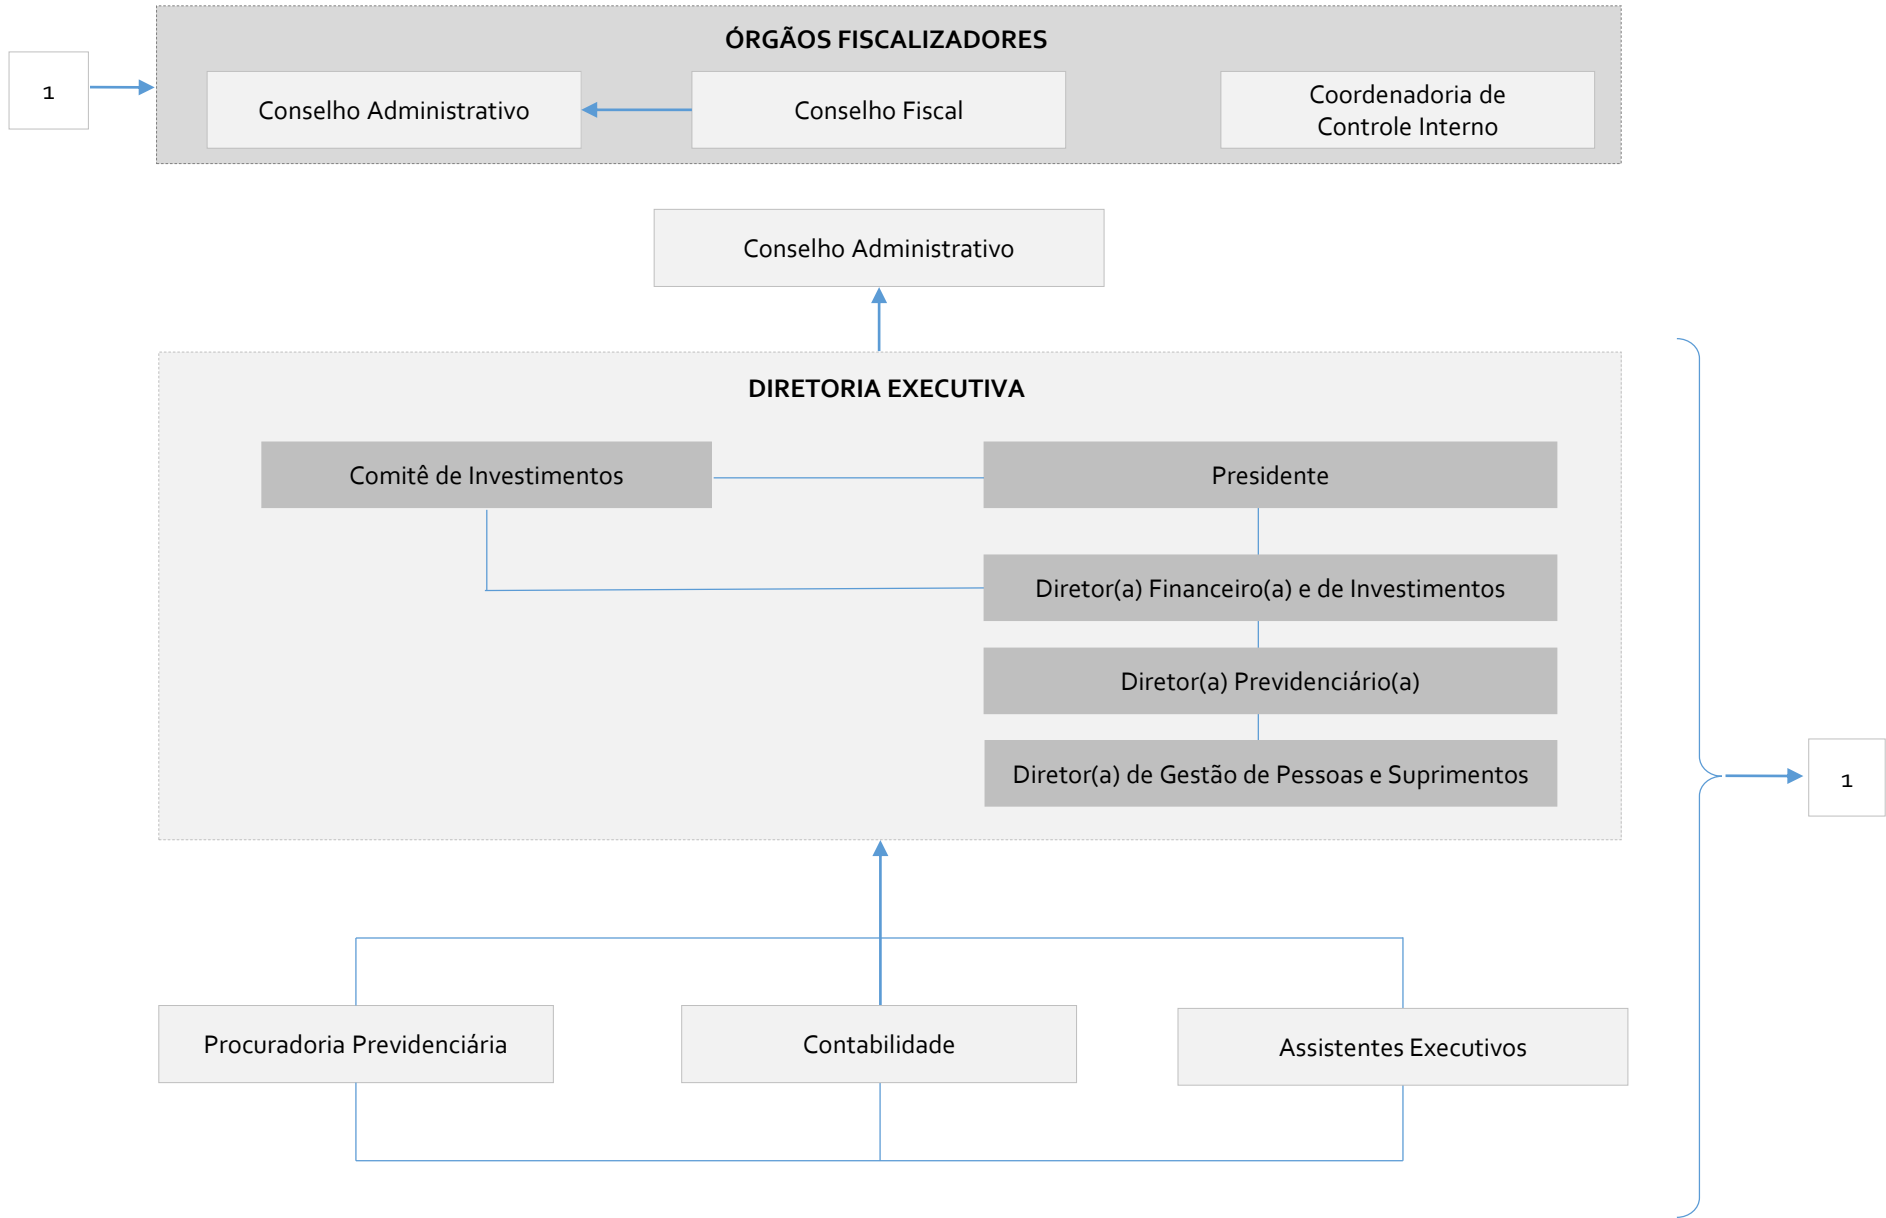 ÓRGÃOS FISCALIZADORES
1
Conselho Administrativo
Conselho Fiscal
Coordenadoria de
Controle Interno
Conselho Administrativo
DIRETORIA EXECUTIVA
Comitê de Investimentos
Presidente
Diretor(a) Financeiro(a) e de Investimentos
Diretor(a) Previdenciário(a)
Diretor(a) de Gestão de Pessoas e Suprimentos
1
Procuradoria Previdenciária
Contabilidade
Assistentes Executivos